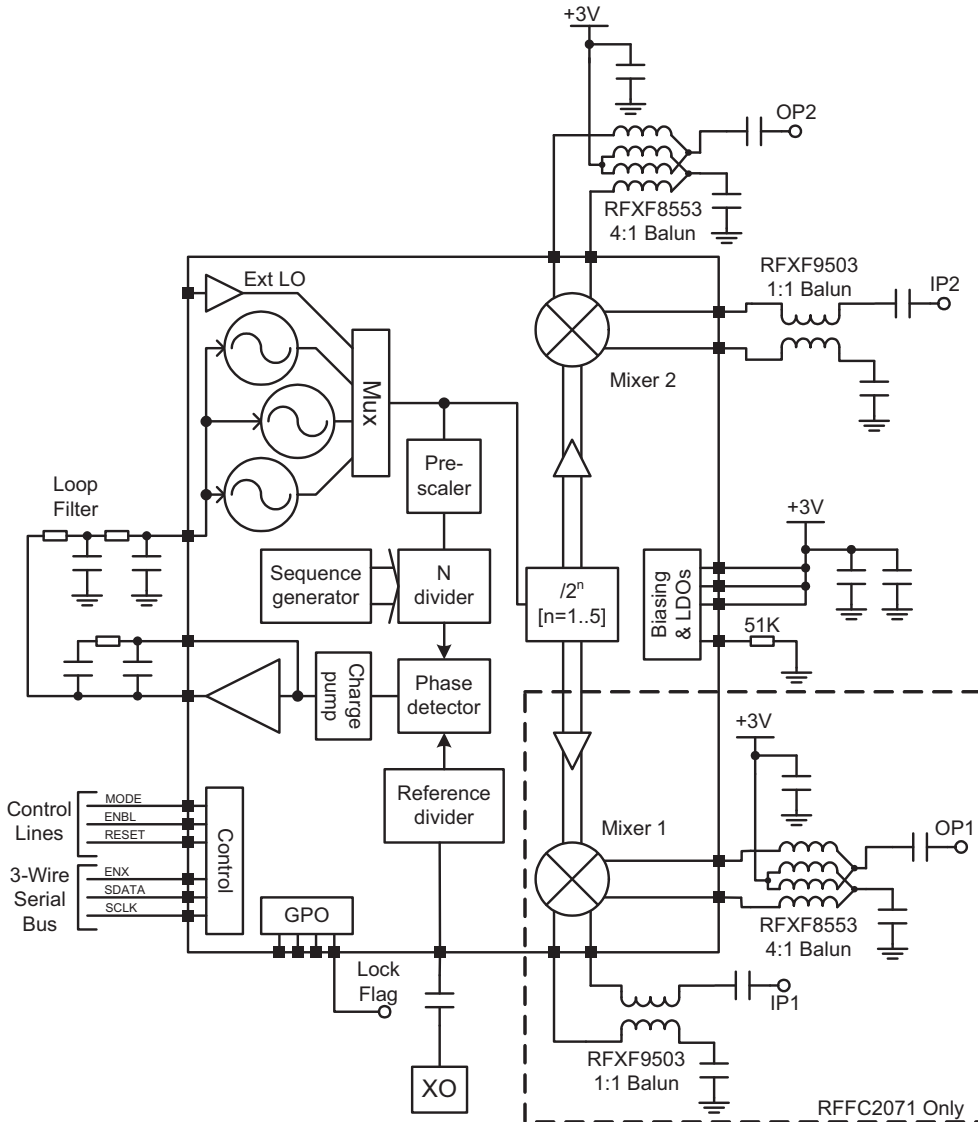 +3V
OP2
RFXF8553
4:1 Balun
Ext LO
RFXF9503
1:1 Balun
IP2
Mux
Mixer 2
Pre-
scaler
Loop
Filter
+3V
Sequence
generator
N
divider
/2ⁿ
[n=1..5]
Biasing
& LDOs
51K
Charge
pump
Phase
detector
+3V
Control
Lines
MODE
ENBL
RESET
Reference
divider
Mixer 1
OP1
3-Wire
Serial
Bus
ENX
SDATA
SCLK
Control
GPO
RFXF8553
4:1 Balun
Lock
Flag
IP1
XO
RFXF9503
1:1 Balun
RFFC2071 Only